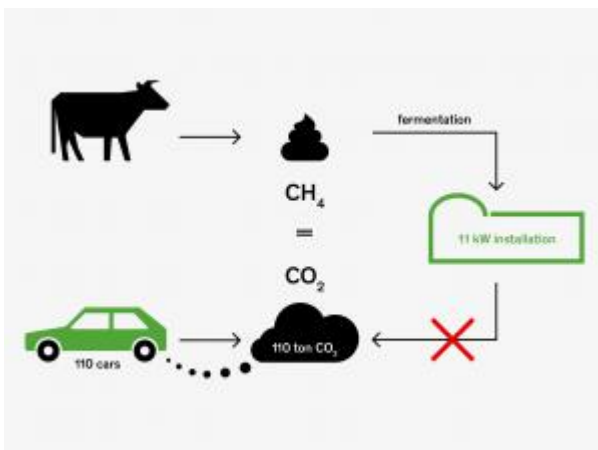 fermentation
CH₄
=
11 kW installation
CO₂
110 ton CO₂
110 cars